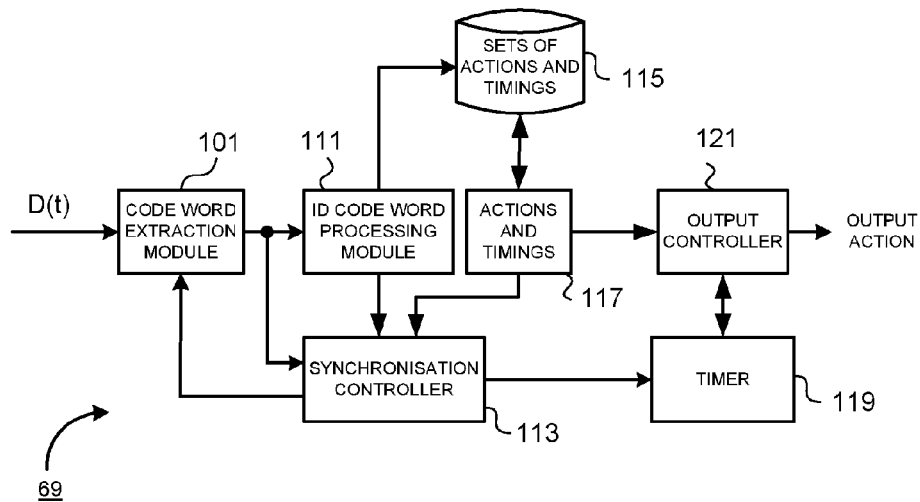 SETS OF
ACTIONS AND
TIMINGS
115
101
111
121
D(t)
CODE WORD
EXTRACTION
MODULE
ID CODE WORD
PROCESSING
MODULE
ACTIONS
AND
TIMINGS
OUTPUT
CONTROLLER
OUTPUT
ACTION
117
SYNCHRONISATION
CONTROLLER
TIMER
113
119
69